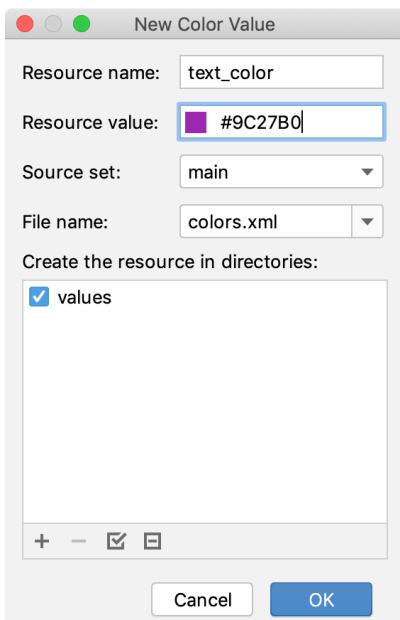 New Color Value
Resource name: text_color
Resource value: #9C27B0
Source set: main
File name: colors.xml
Create the resource in directories:
values
Cancel OK